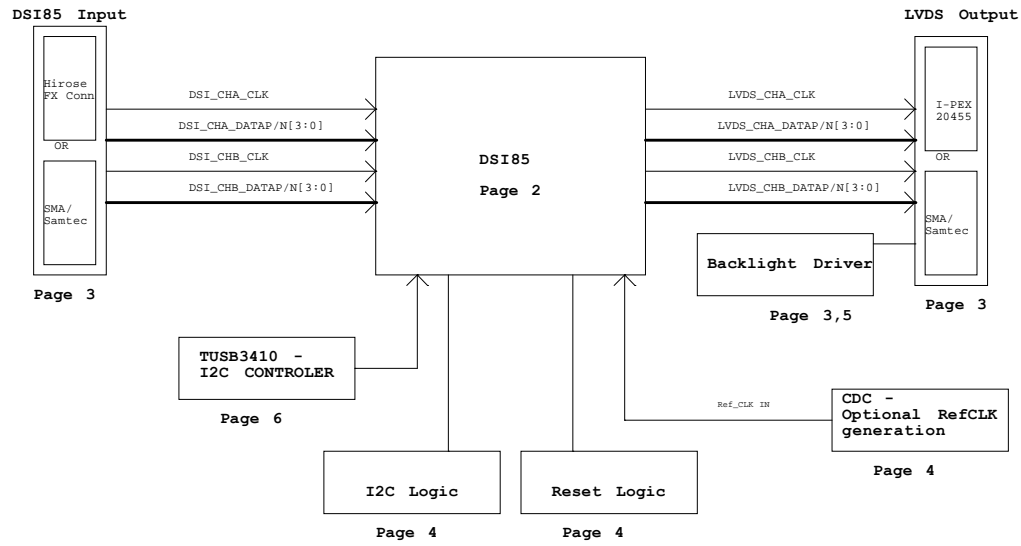 DSI85 Input
LVDS Output
Hirose
FX Conn
OR
SMA/
Samtec
Page 3
DSI_CHA_CLK
DSI_CHA_DATAP/N[3:0]
DSI_CHB_CLK
DSI_CHB_DATAP/N[3:0]
DSI85
Page 2
LVDS_CHA_CLK
LVDS_CHA_DATAP/N[3:0]
LVDS_CHB_CLK
LVDS_CHB_DATAP/N[3:0]
I-PEX
20455
OR
SMA/
Samtec
Page 3
Backlight Driver
Page 3,5
TUSB3410 -
I2C CONTROLER
Page 6
Ref_CLK IN
CDC -
Optional RefCLK
generation
Page 4
I2C Logic
Page 4
Reset Logic
Page 4